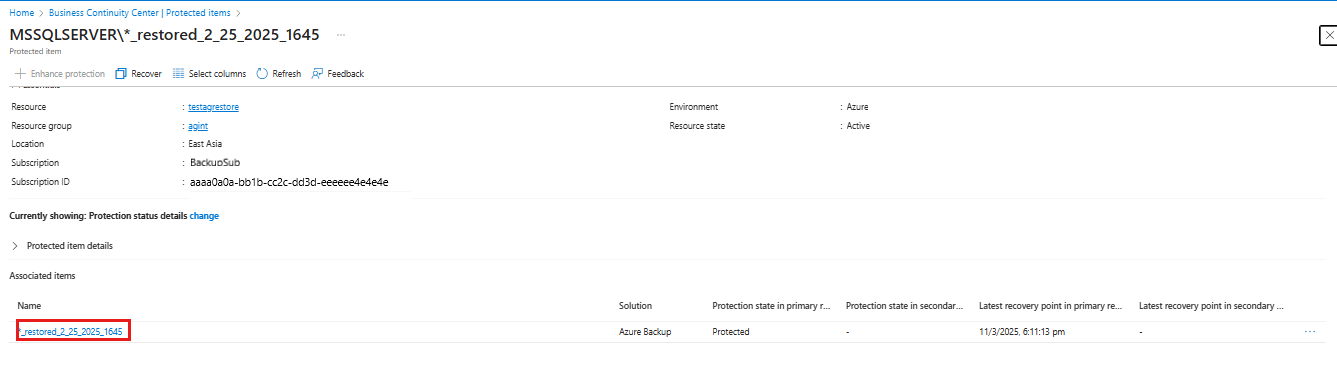 Home > Business Continuity Center | Protected items >
MSSQLSERVER\*_restored_2_25_2025_1645 ...
Protected item
Enhance protection Recover Select columns Refresh Feedback
Essentials
Resource : testagrestore Environment : Azure
Resource group : agint Resource state : Active
Location : East Asia
Subscription : BackupSub
Subscription ID : aaaa0a0a-bb1b-cc2c-dd3d-eeeeee4e4e4e
Currently showing: Protection status details change
Protected item details
Associated items
Name Solution Protection state in primary r... Protection state in secondar... Latest recovery point in primary re... Latest recovery point in secondary ...
*_restored_2_25_2025_1645 Azure Backup Protected - 11/3/2025, 6:11:13 pm - ...